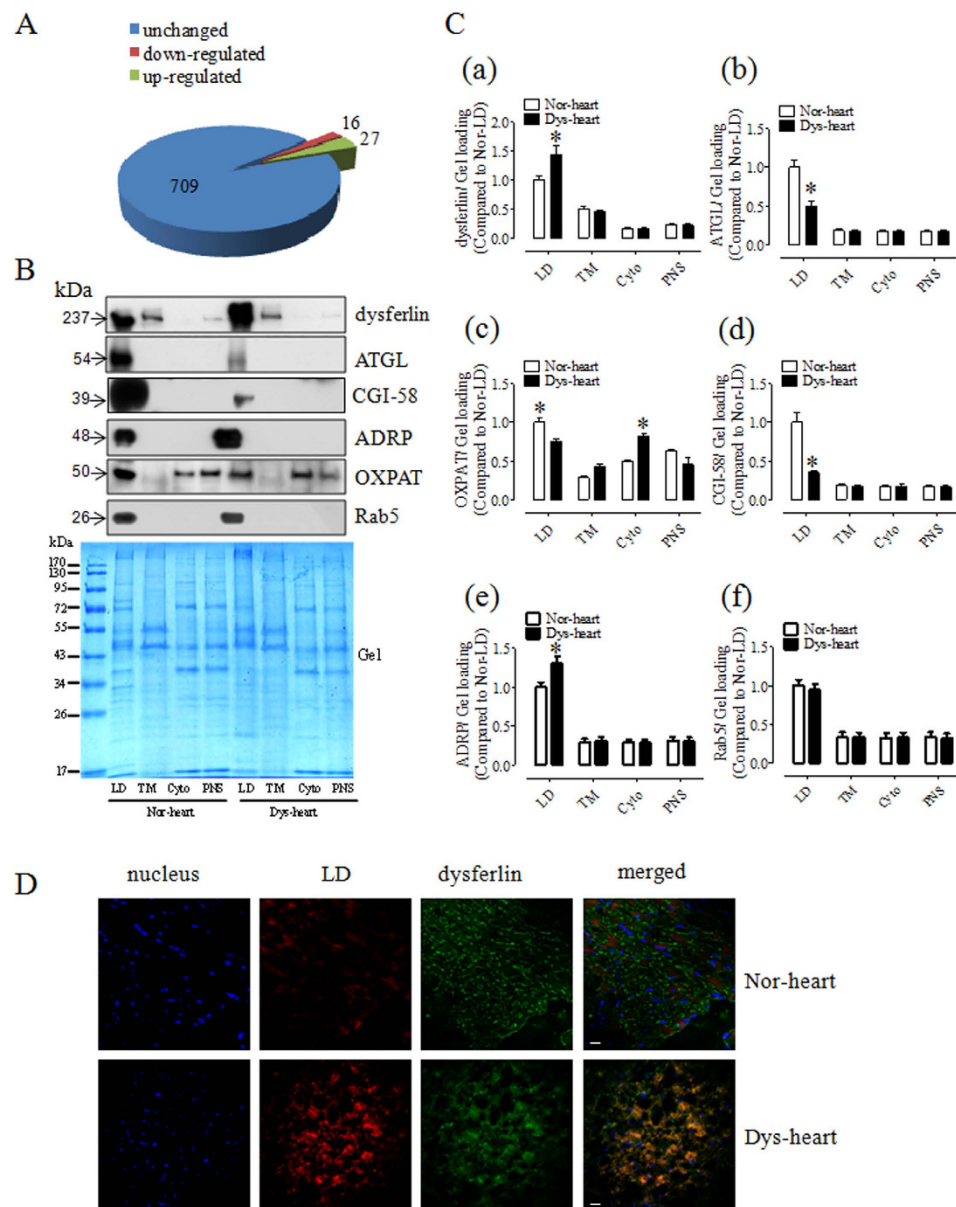 A
unchanged
down-regulated
up-regulated
16
27
709
B
kDa
237 dysferlin
54 ATGL
39 CGI-58
48 ADRP
50 OXPAT
26 Rab5
kDa
170
130
95
72
55
43
34
26
17
Gel
LD TM Cyto PNS LD TM Cyto PNS
Nor-heart Dys-heart
C
(a)
Nor-heart
Dys-heart
dysferlin/ Gel loading
(Compared to Nor-LD)
2.0
1.5
1.0
0.5
0.0
*
LD TM Cyto PNS
(b)
Nor-heart
Dys-heart
ATGL/ Gel loading
(Compared to Nor-LD)
1.5
1.0
0.5
0.0
*
LD TM Cyto PNS
(c)
Nor-heart
Dys-heart
OXPAT/ Gel loading
(Compared to Nor-LD)
1.5
1.0
0.5
0.0
* *
LD TM Cyto PNS
(d)
Nor-heart
Dys-heart
CGI-58/ Gel loading
(Compared to Nor-LD)
1.5
1.0
0.5
0.0
*
LD TM Cyto PNS
(e)
Nor-heart
Dys-heart
ADRP/ Gel loading
(Compared to Nor-LD)
1.5
1.0
0.5
0.0
*
LD TM Cyto PNS
(f)
Nor-heart
Dys-heart
Rab5/ Gel loading
(Compared to Nor-LD)
1.5
1.0
0.5
0.0
LD TM Cyto PNS
D
nucleus LD dysferlin merged
Nor-heart
Dys-heart